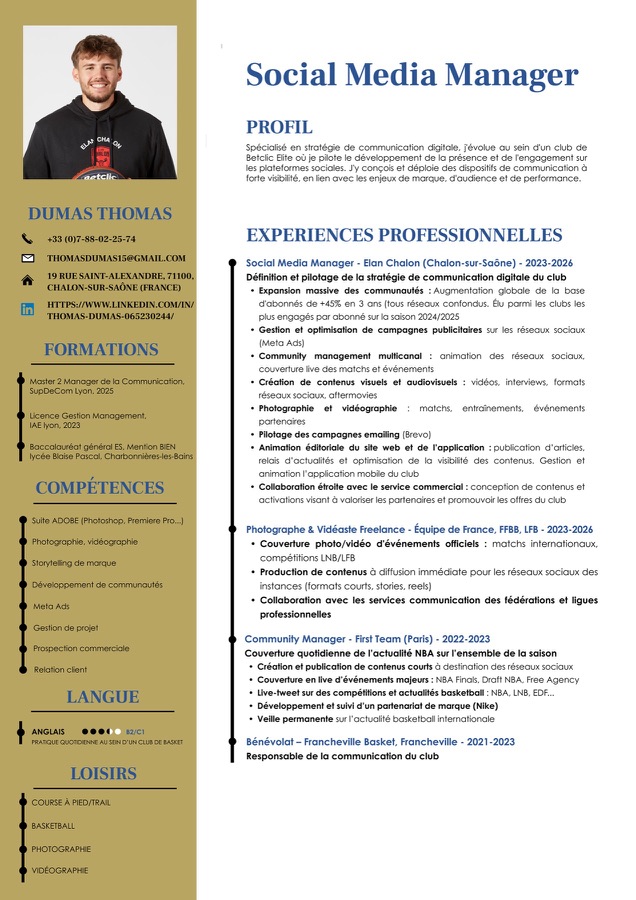 ELAN CHALON
Betclic
DUMAS THOMAS
+33 (0)7-88-02-25-74
THOMASDUMAS15@GMAIL.COM
19 RUE SAINT-ALEXANDRE, 71100,
CHALON-SUR-SAÔNE (FRANCE)
HTTPS://WWW.LINKEDIN.COM/IN/
THOMAS-DUMAS-065230244/
FORMATIONS
Master 2 Manager de la Communication,
SupDeCom Lyon, 2025
Licence Gestion Management,
IAE lyon, 2023
Baccalauréat général ES, Mention BIEN
lycée Blaise Pascal, Charbonnières-les-Bains
COMPÉTENCES
Suite ADOBE (Photoshop, Premiere Pro...)
Photographie, vidéographie
Storytelling de marque
Développement de communautés
Meta Ads
Gestion de projet
Prospection commerciale
Relation client
LANGUE
ANGLAIS B2/C1
PRATIQUE QUOTIDIENNE AU SEIN D'UN CLUB DE BASKET
LOISIRS
COURSE À PIED/TRAIL
BASKETBALL
PHOTOGRAPHIE
VIDÉOGRAPHIE
Social Media Manager
PROFIL
Spécialisé en stratégie de communication digitale, j'évolue au sein d'un club de
Betclic Elite où je pilote le développement de la présence et de l'engagement sur
les plateformes sociales. J'y conçois et déploie des dispositifs de communication à
forte visibilité, en lien avec les enjeux de marque, d'audience et de performance.
EXPERIENCES PROFESSIONNELLES
Social Media Manager - Elan Chalon (Chalon-sur-Saône) - 2023-2026
Définition et pilotage de la stratégie de communication digitale du club
• Expansion massive des communautés : Augmentation globale de la base
d'abonnés de +45% en 3 ans (tous réseaux confondus. Élu parmi les clubs les
plus engagés par abonné sur la saison 2024/2025
• Gestion et optimisation de campagnes publicitaires sur les réseaux sociaux
(Meta Ads)
• Community management multicanal : animation des réseaux sociaux,
couverture live des matchs et événements
• Création de contenus visuels et audiovisuels : vidéos, interviews, formats
réseaux sociaux, aftermovies
• Photographie et vidéographie : matchs, entraînements, événements
partenaires
• Pilotage des campagnes emailing (Brevo)
• Animation éditoriale du site web et de l'application : publication d'articles,
relais d'actualités et optimisation de la visibilité des contenus. Gestion et
animation l'application mobile du club
• Collaboration étroite avec le service commercial : conception de contenus et
activations visant à valoriser les partenaires et promouvoir les offres du club
Photographe & Vidéaste Freelance - Équipe de France, FFBB, LFB - 2023-2026
• Couverture photo/vidéo d'événements officiels : matchs internationaux,
compétitions LNB/LFB
• Production de contenus à diffusion immédiate pour les réseaux sociaux des
instances (formats courts, stories, reels)
• Collaboration avec les services communication des fédérations et ligues
professionnelles
Community Manager - First Team (Paris) - 2022-2023
Couverture quotidienne de l'actualité NBA sur l'ensemble de la saison
• Création et publication de contenus courts à destination des réseaux sociaux
• Couverture en live d'événements majeurs : NBA Finals, Draft NBA, Free Agency
• Live-tweet sur des compétitions et actualités basketball : NBA, LNB, EDF...
• Développement et suivi d'un partenariat de marque (Nike)
• Veille permanente sur l'actualité basketball internationale
Bénévolat – Francheville Basket, Francheville - 2021-2023
Responsable de la communication du club